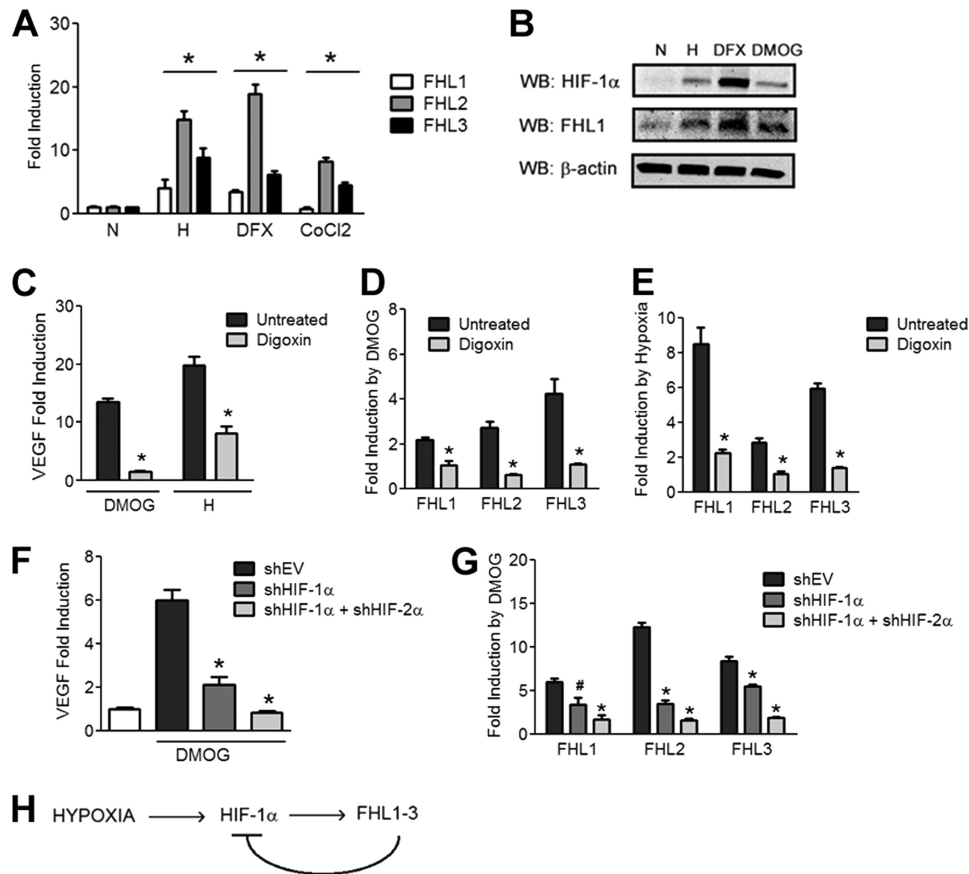 A
Fold Induction
30
20
10
0
*
*
*
FHL1
FHL2
FHL3
N
H
DFX
CoCl2
B
N H DFX DMOG
WB: HIF-1α
WB: FHL1
WB: β-actin
C
VEGF Fold Induction
30
20
10
0
Untreated
Digoxin
*
*
DMOG
H
D
Fold Induction by DMOG
8
6
4
2
0
Untreated
Digoxin
*
*
*
FHL1
FHL2
FHL3
E
Fold Induction by Hypoxia
10
8
6
4
2
0
Untreated
Digoxin
*
*
*
FHL1
FHL2
FHL3
F
VEGF Fold Induction
8
6
4
2
0
shEV
shHIF-1α
shHIF-1α + shHIF-2α
*
*
DMOG
G
Fold Induction by DMOG
20
15
10
5
0
shEV
shHIF-1α
shHIF-1α + shHIF-2α
#
*
*
*
*
*
FHL1
FHL2
FHL3
H
HYPOXIA → HIF-1α → FHL1-3